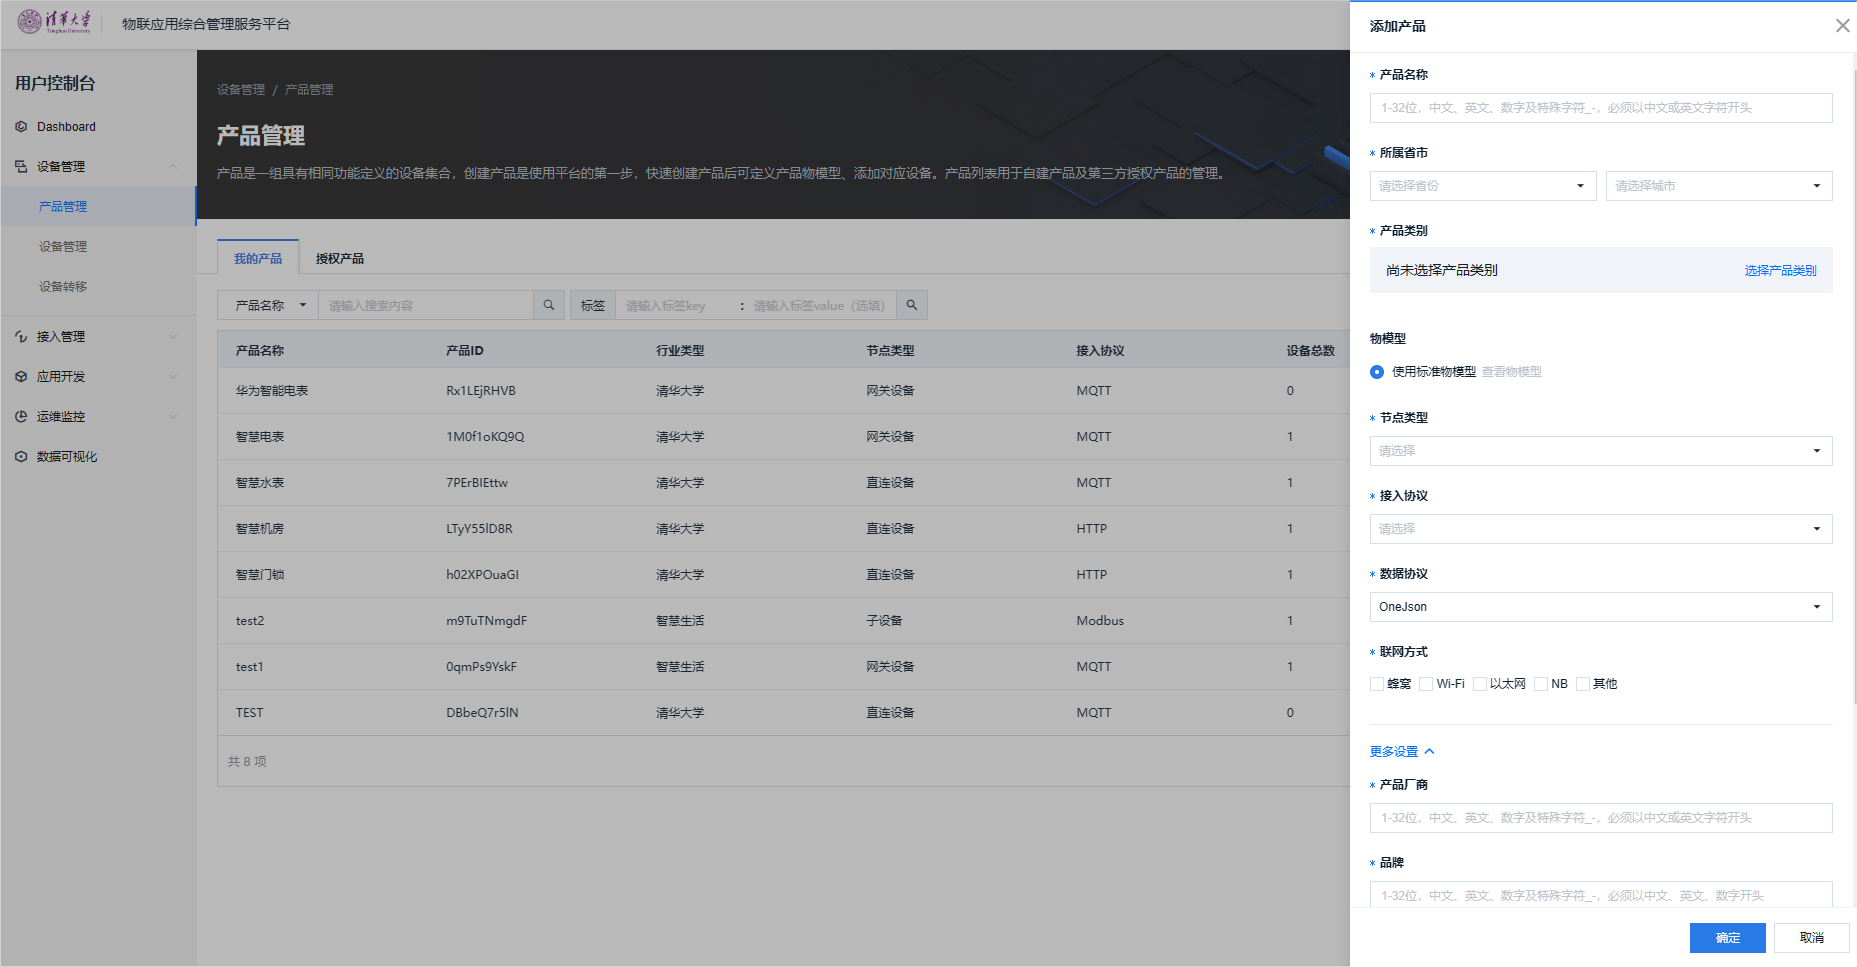 清华大学
Tsinghua University
物联应用综合管理服务平台
用户控制台
Dashboard
设备管理
产品管理
设备管理
设备转移
接入管理
应用开发
运维监控
数据可视化
设备管理 / 产品管理
产品管理
产品是一组具有相同功能定义的设备集合，创建产品是使用平台的第一步，快速创建产品后可定义产品物模型、添加对应设备。产品列表用于自建产品及第三方授权产品的管理。
我的产品 授权产品
产品名称 请输入搜索内容 标签 请输入标签key : 请输入标签value（选填）
产品名称 产品ID 行业类型 节点类型 接入协议 设备总数
华为智能电表 Rx1LEjRHVB 清华大学 网关设备 MQTT 0
智慧电表 1M0f1oKQ9Q 清华大学 网关设备 MQTT 1
智慧水表 7PErBIEttw 清华大学 直连设备 MQTT 1
智慧机房 LTyY55lD8R 清华大学 直连设备 HTTP 1
智慧门锁 h02XPOuaGI 清华大学 直连设备 HTTP 1
test2 m9TuTNmgdF 智慧生活 子设备 Modbus 1
test1 0qmPs9YskF 智慧生活 网关设备 MQTT 1
TEST DBbeQ7r5lN 清华大学 直连设备 MQTT 0
共 8 项
添加产品
* 产品名称
1-32位，中文、英文、数字及特殊字符_-，必须以中文或英文字符开头
* 所属省市
请选择省份 请选择城市
* 产品类别
尚未选择产品类别 选择产品类别
物模型
使用标准物模型 查看物模型
* 节点类型
请选择
* 接入协议
请选择
* 数据协议
OneJson
* 联网方式
蜂窝 Wi-Fi 以太网 NB 其他
更多设置
* 产品厂商
1-32位，中文、英文、数字及特殊字符_-，必须以中文或英文字符开头
* 品牌
1-32位，中文、英文、数字及特殊字符_-，必须以中文、英文、数字开头
确定 取消